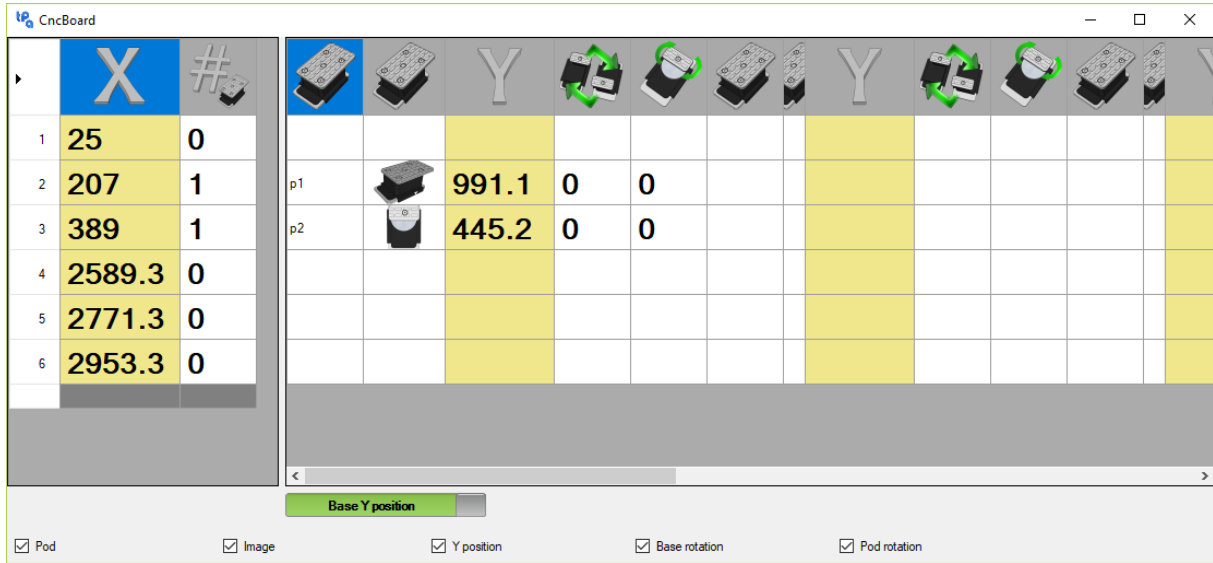 tpa CncBoard
X # Y Y
1 25 0
2 207 1 p1 991.1 0 0
3 389 1 p2 445.2 0 0
4 2589.3 0
5 2771.3 0
6 2953.3 0
Base Y position
Pod Image Y position Base rotation Pod rotation